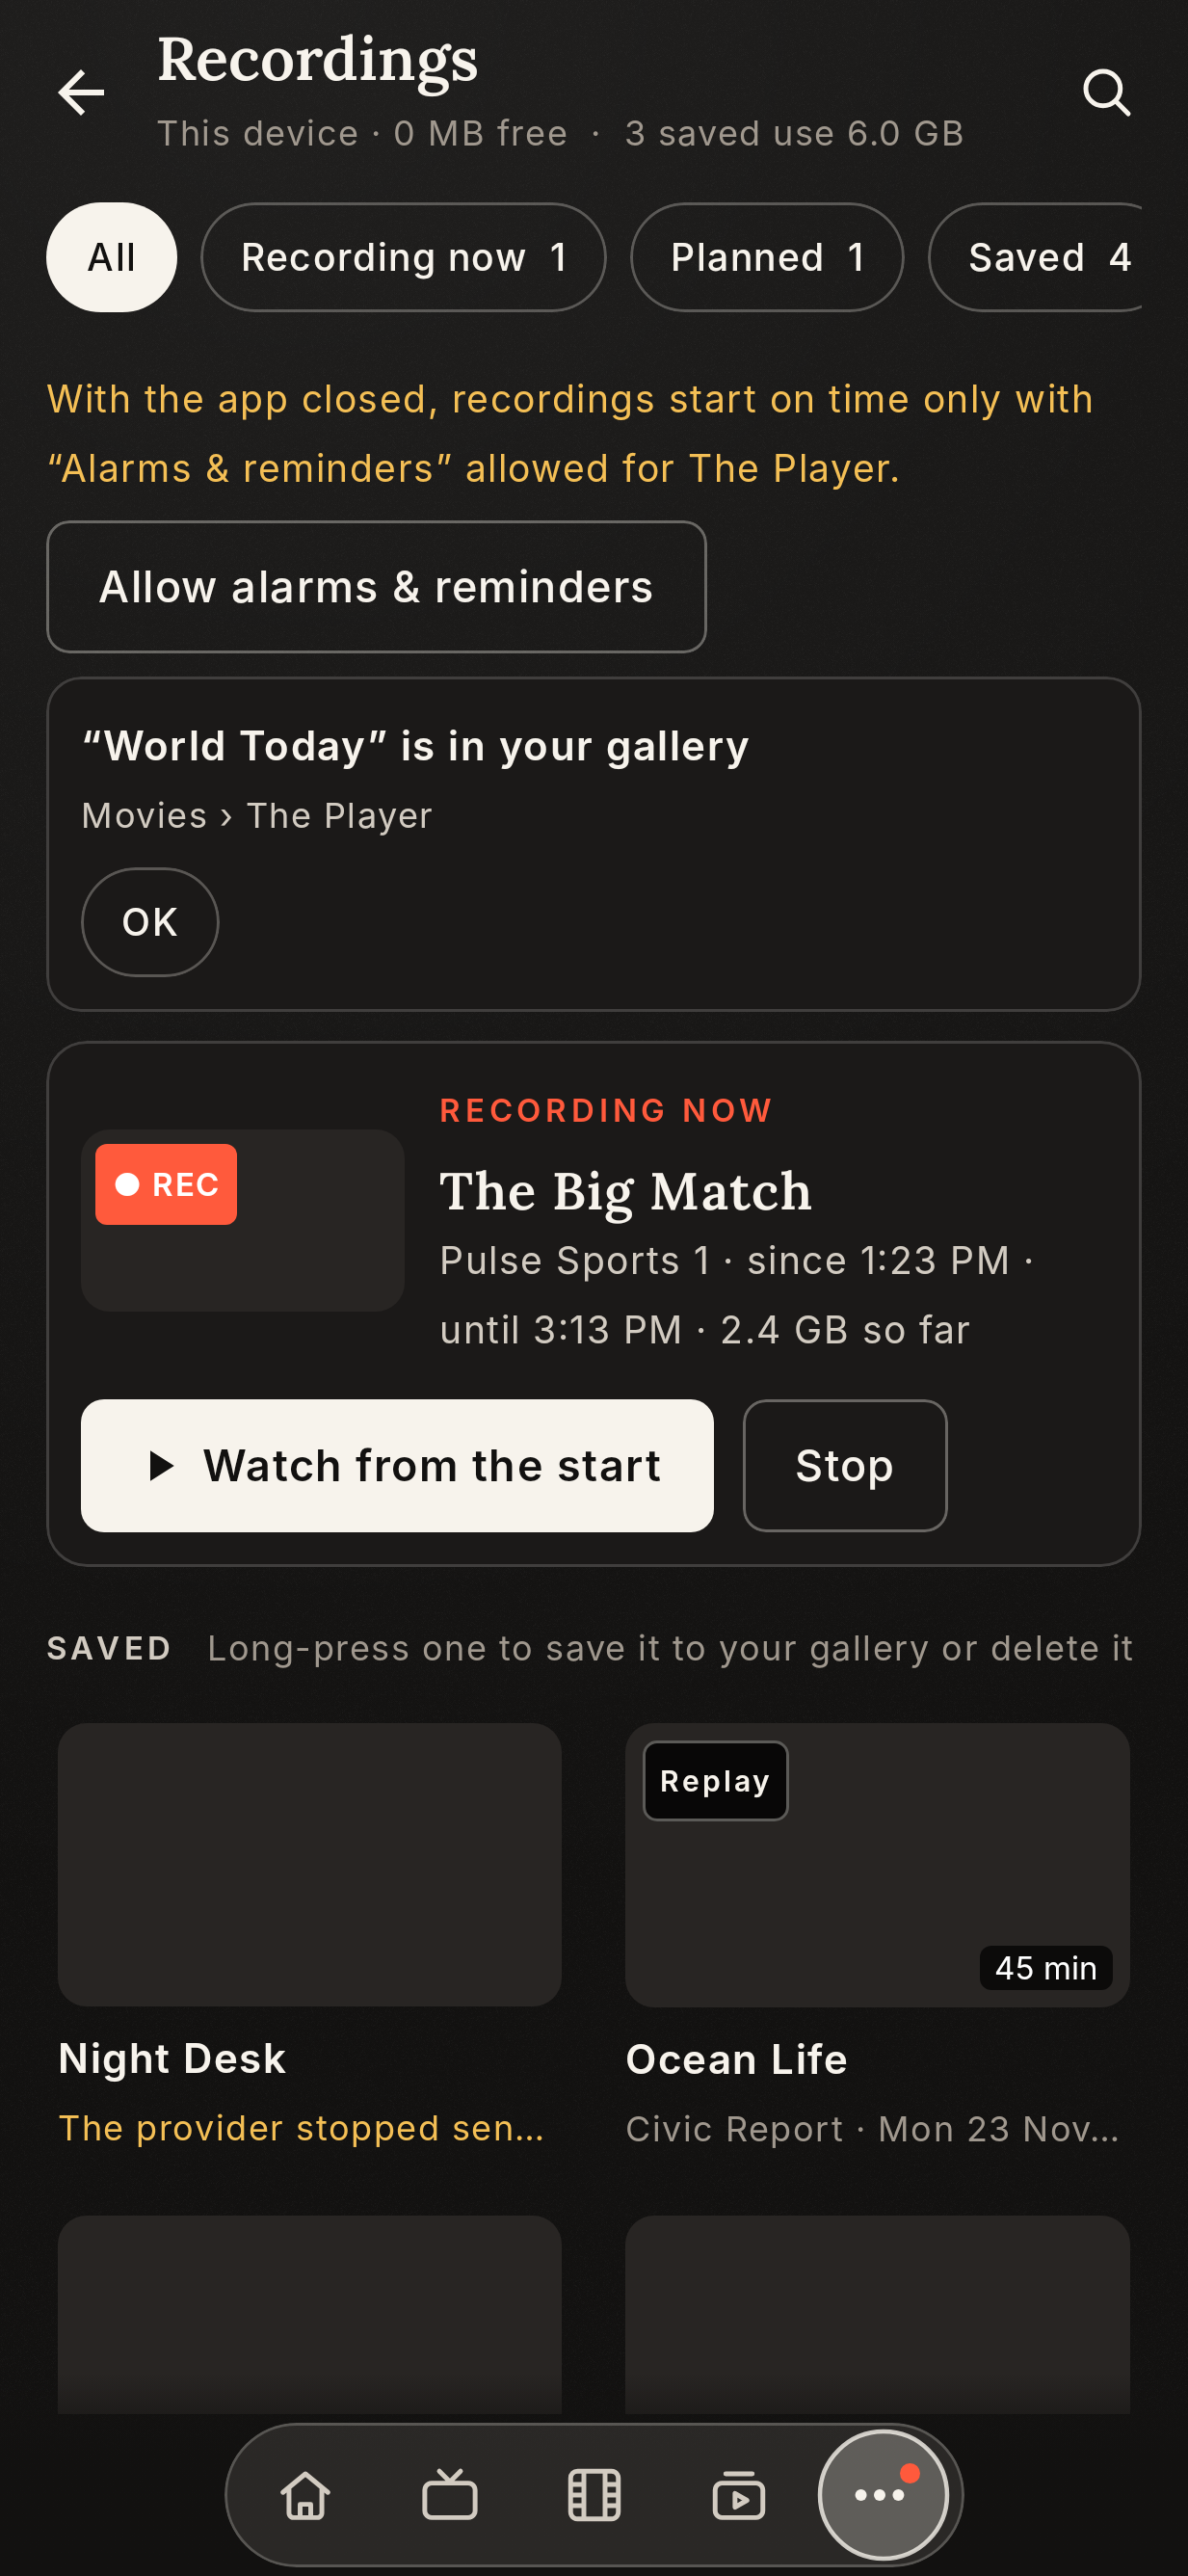 Recordings
This device · 0 MB free · 3 saved use 6.0 GB
All
Recording now 1
Planned 1
Saved 4
With the app closed, recordings start on time only with
“Alarms & reminders” allowed for The Player.
Allow alarms & reminders
“World Today” is in your gallery
Movies › The Player
OK
REC
RECORDING NOW
The Big Match
Pulse Sports 1 · since 1:23 PM ·
until 3:13 PM · 2.4 GB so far
Watch from the start
Stop
SAVED Long-press one to save it to your gallery or delete it
Replay
45 min
Night Desk
The provider stopped sen...
Ocean Life
Civic Report · Mon 23 Nov...